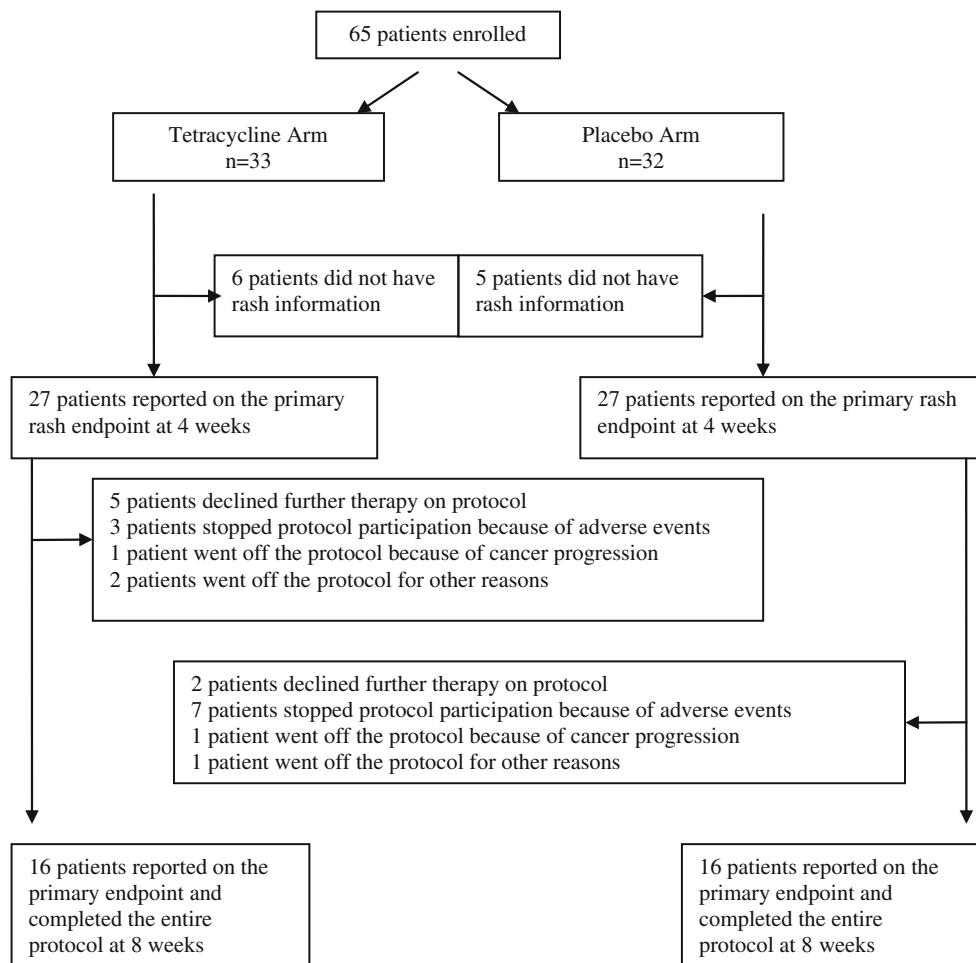 65 patients enrolled
Tetracycline Arm
n=33
Placebo Arm
n=32
6 patients did not have
rash information
5 patients did not have
rash information
27 patients reported on the primary
rash endpoint at 4 weeks
27 patients reported on the primary rash
endpoint at 4 weeks
5 patients declined further therapy on protocol
3 patients stopped protocol participation because of adverse events
1 patient went off the protocol because of cancer progression
2 patients went off the protocol for other reasons
2 patients declined further therapy on protocol
7 patients stopped protocol participation because of adverse events
1 patient went off the protocol because of cancer progression
1 patient went off the protocol for other reasons
16 patients reported on the
primary endpoint and
completed the entire
protocol at 8 weeks
16 patients reported on the
primary endpoint and
completed the entire
protocol at 8 weeks